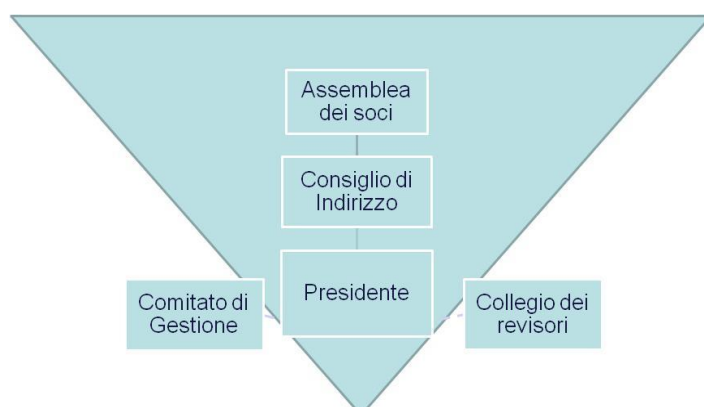 Assemblea
dei soci
Consiglio di
Indirizzo
Presidente
Comitato di
Gestione
Collegio dei
revisori